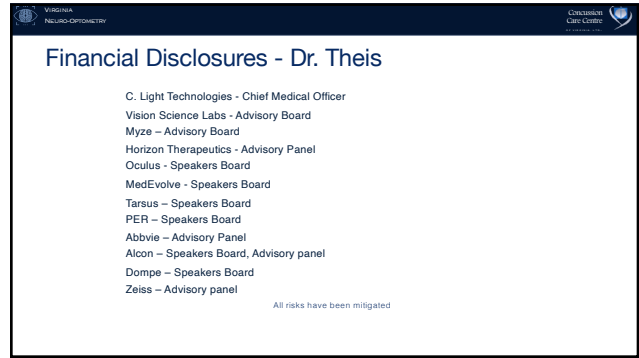 VIRGINIA
NEURO-OPTOMETRY
Concussion
Care Centre
Financial Disclosures - Dr. Theis
C. Light Technologies - Chief Medical Officer
Vision Science Labs - Advisory Board
Myze – Advisory Board
Horizon Therapeutics - Advisory Panel
Oculus - Speakers Board
MedEvolve - Speakers Board
Tarsus – Speakers Board
PER – Speakers Board
Abbvie – Advisory Panel
Alcon – Speakers Board, Advisory panel
Dompe – Speakers Board
Zeiss – Advisory panel
All risks have been mitigated